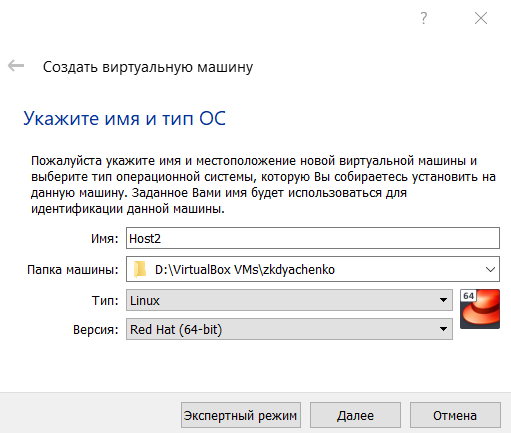 ?
Создать виртуальную машину
Укажите имя и тип ОС
Пожалуйста укажите имя и местоположение новой виртуальной машины и
выберите тип операционной системы, которую Вы собираетесь установить на
данную машину. Заданное Вами имя будет использоваться для
идентификации данной машины.
Имя: Host2
Папка машины: D:\VirtualBox VMs\zkdyachenko
Тип: Linux
64
Версия: Red Hat (64-bit)
Экспертный режим Далее Отмена